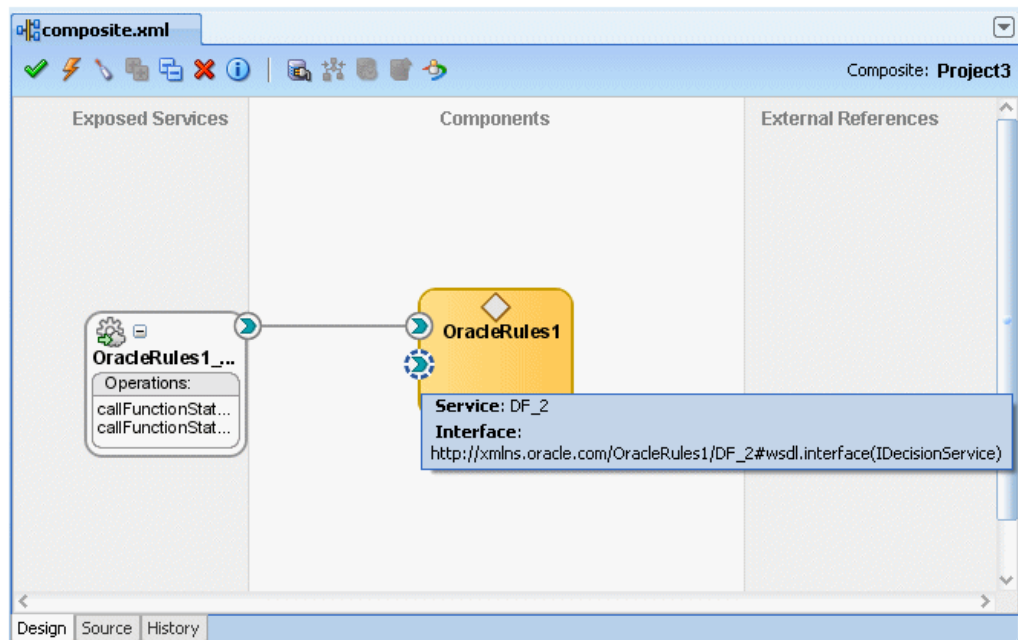 composite.xml
Composite: Project3
Exposed Services
Components
External References
OracleRules1
OracleRules1_...
Operations:
callFunctionStat...
callFunctionStat...
Service: DF_2
Interface:
http://xmlns.oracle.com/OracleRules1/DF_2#wsdl.interface(IDecisionService)
Design Source History